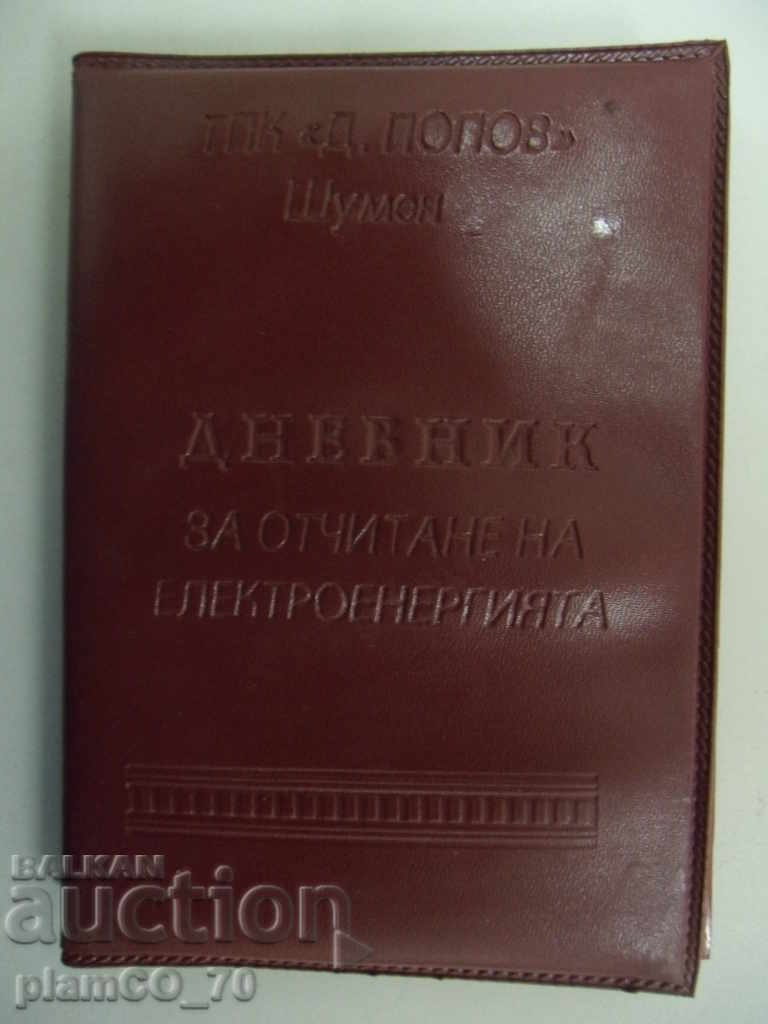 ТПК «Д. ПОПОВ»
Шумен
ДНЕВНИК
ЗА ОТЧИТАНЕ НА
ЕЛЕКТРОЕНЕРГИЯТА
BALKAN
auction
plamCO_70